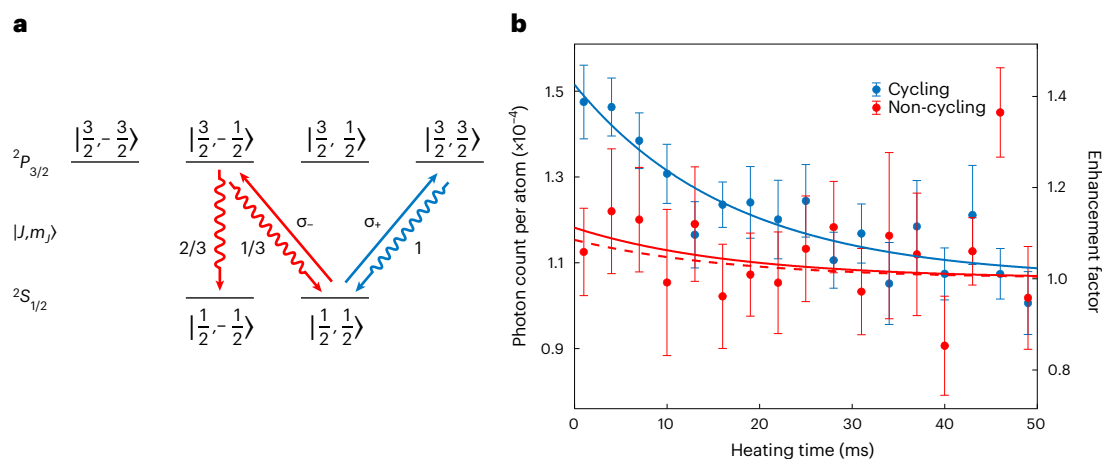 a
|3/2,−3/2⟩ |3/2,−1/2⟩ |3/2,1/2⟩ |3/2,3/2⟩
²P₃/₂
|J,m_J⟩
2/3 1/3 σ₋ σ₊ 1
²S₁/₂
|1/2,−1/2⟩ |1/2,1/2⟩
b
Photon count per atom (×10⁻⁴)
1.5
1.3
1.1
0.9
Cycling
Non-cycling
1.4
1.2
1.0
0.8
Enhancement factor
0 10 20 30 40 50
Heating time (ms)